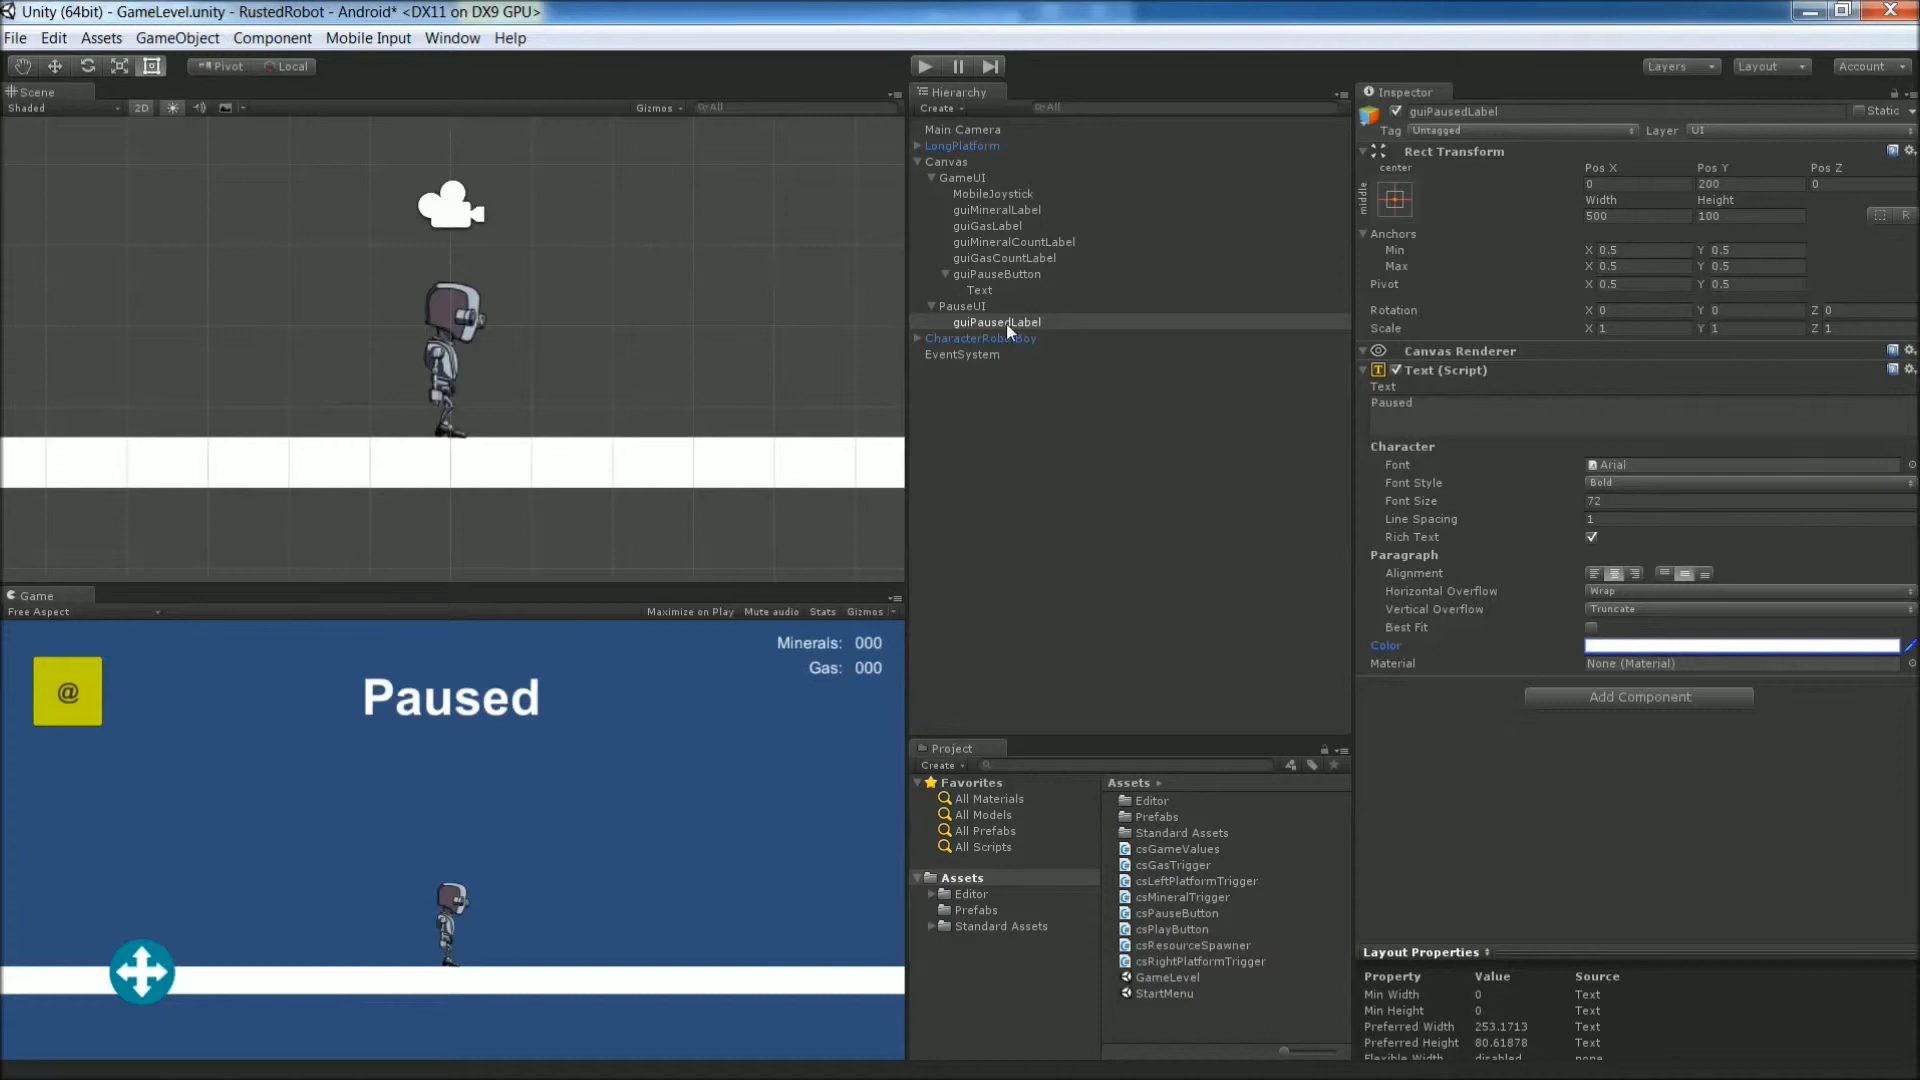 Unity (64bit) - GameLevel.unity - RustedRobot - Android* <DX11 on DX9 GPU>
File Edit Assets GameObject Component Mobile Input Window Help
Pivot Local Layers Layout Account
Scene
Shaded 2D Gizmos All
Hierarchy
Create All
Main Camera
LongPlatform
Canvas
GameUI
MobileJoystick
guiMineralLabel
guiGasLabel
guiMineralCountLabel
guiGasCountLabel
guiPauseButton
Text
PauseUI
guiPausedLabel
EventSystem
Inspector
guiPausedLabel Static
Tag Untagged Layer UI
Rect Transform
center
middle
Pos X Pos Y Pos Z
0 200 0
Width Height
500 100
R
Anchors
Min X 0.5 Y 0.5
Max X 0.5 Y 0.5
Pivot X 0.5 Y 0.5
Rotation X 0 Y 0 Z 0
Scale X 1 Y 1 Z 1
Canvas Renderer
Text (Script)
Text
Paused
Character
Font Arial
Font Style Bold
Font Size 72
Line Spacing 1
Rich Text
Paragraph
Alignment
Horizontal Overflow Wrap
Vertical Overflow Truncate
Best Fit
Color
Material None (Material)
Add Component
Layout Properties
Property Value Source
Min Width 0 Text
Min Height 0 Text
Preferred Width 253.1713 Text
Preferred Height 80.61878 Text
Flexible Width disabled none
Game
Free Aspect Maximize on Play Mute audio Stats Gizmos
Minerals: 000
Gas: 000
@
Paused
Project
Create
Favorites
All Materials
All Models
All Prefabs
All Scripts
Assets
Editor
Prefabs
Standard Assets
Assets
Editor
Prefabs
Standard Assets
csGameValues
csGasTrigger
csLeftPlatformTrigger
csMineralTrigger
csPauseButton
csPlayButton
csResourceSpawner
csRightPlatformTrigger
GameLevel
StartMenu